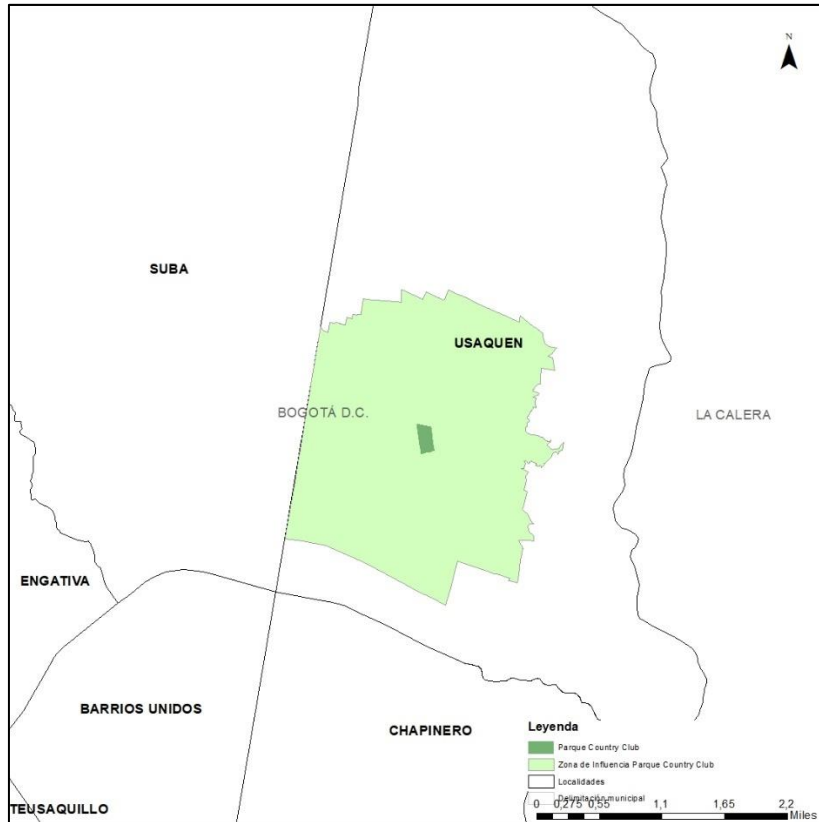 N
SUBA
USAQUEN
BOGOTÁ D.C.
LA CALERA
ENGATIVA
BARRIOS UNIDOS
CHAPINERO
TEUSAQUILLO
Leyenda
Parque Country Club
Zona de Influencia Parque Country Club
Localidades
Delimitación municipal
0 0,275 0,55 1,1 1,65 2,2
Miles